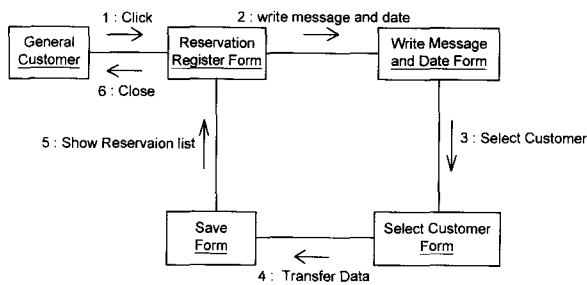 1 : Click
2 : write message and date
General
Customer
Reservation
Register Form
Write Message
and Date Form
6 : Close
5 : Show Reservaion list
3 : Select Customer
Save
Form
Select Customer
Form
4 : Transfer Data